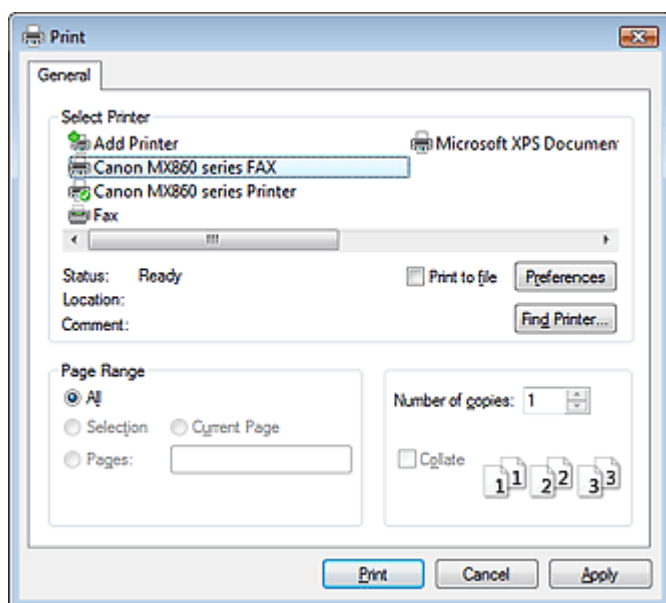 Print
General
Select Printer
Add Printer
Microsoft XPS Documen
Canon MX860 series FAX
Canon MX860 series Printer
Fax
Status: Ready
Print to file
Preferences
Location:
Comment:
Find Printer...
Page Range
All
Selection
Current Page
Pages:
Number of copies: 1
Collate
1 1 2 2 3 3
Print
Cancel
Apply